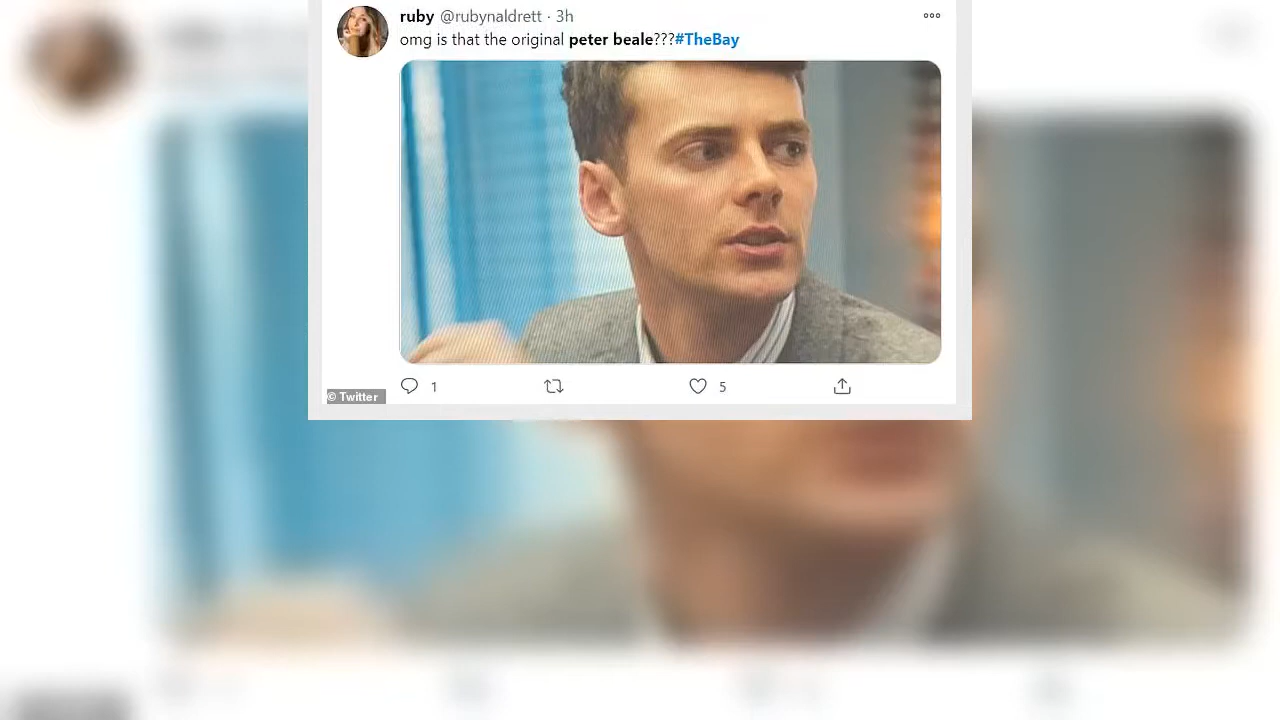 ruby @rubynaldrett · 3h
omg is that the original peter beale???#TheBay
1
5
© Twitter